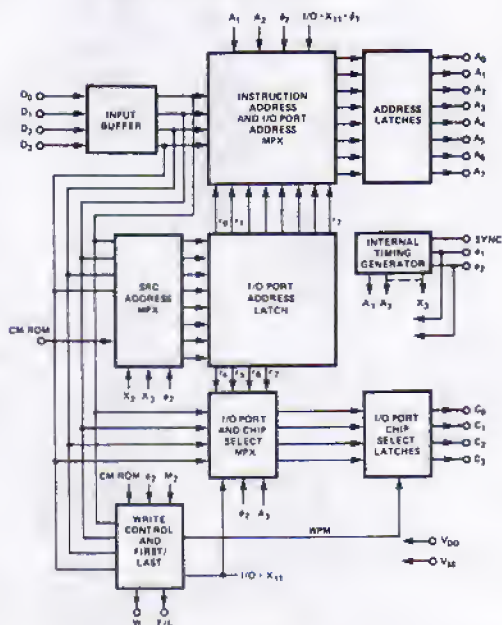 A₁ A₂ ϕ₂ I/O · X₁₁ · ϕ₁
D₀
D₁
D₂
D₃
INPUT
BUFFER
INSTRUCTION
ADDRESS
AND I/O PORT
ADDRESS
MPX
ADDRESS
LATCHES
A₀
A₁
A₂
A₃
A₄
A₅
A₆
A₇
r₀ r₁ r₇
SRC
ADDRESS
MPX
I/O PORT
ADDRESS
LATCH
INTERNAL
TIMING
GENERATOR
SYNC
ϕ₁
ϕ₂
A₁ A₂ X₃
CM ROM
X₂ X₃ ϕ₂
r₄ r₅ r₆ r₇
I/O PORT
AND CHIP
SELECT
MPX
I/O PORT
CHIP
SELECT
LATCHES
C₀
C₁
C₂
C₃
CM ROM ϕ₂ M₂
ϕ₂ A₃
WRITE
CONTROL
AND
FIRST/
LAST
WPM
I/O · X₁₁
V_DD
V_SS
W F/L